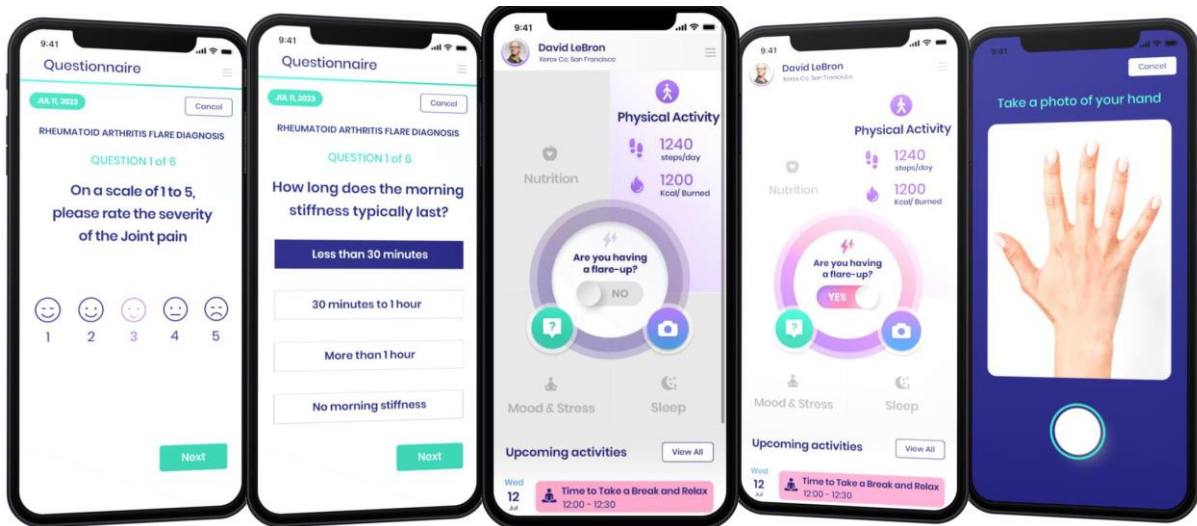 9:41
Questionnaire
JUL 11, 2023
Cancel
RHEUMATOID ARTHRITIS FLARE DIAGNOSIS
QUESTION 1 of 6
On a scale of 1 to 5,
please rate the severity
of the Joint pain
1 2 3 4 5
Next
9:41
Questionnaire
JUL 11, 2023
Cancel
RHEUMATOID ARTHRITIS FLARE DIAGNOSIS
QUESTION 1 of 6
How long does the morning
stiffness typically last?
Less than 30 minutes
30 minutes to 1 hour
More than 1 hour
No morning stiffness
Next
9:41
David LeBron
Xerox Co. San Francisco
Physical Activity
1240
steps/day
1200
Kcal/ Burned
Nutrition
Are you having
a flare-up?
NO
?
Mood & Stress
Sleep
Upcoming activities
View All
Wed
12
Jul
Time to Take a Break and Relax
12:00 - 12:30
9:41
David LeBron
Xerox Co. San Francisco
Physical Activity
1240
steps/day
1200
Kcal/ Burned
Nutrition
Are you having
a flare-up?
YES
?
Mood & Stress
Sleep
Upcoming activities
View All
Wed
12
Jul
Time to Take a Break and Relax
12:00 - 12:30
9:41
Cancel
Take a photo of your hand